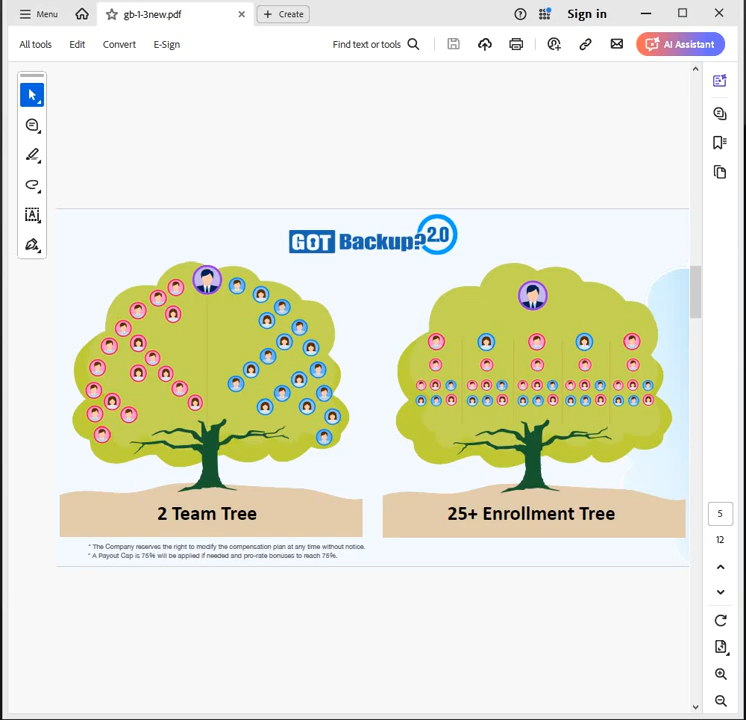 Menu
gb-1-3new.pdf
Create
Sign in
All tools
Edit
Convert
E-Sign
Find text or tools
AI Assistant
GOT Backup? 2.0
2 Team Tree
25+ Enrollment Tree
* The Company reserves the right to modify the compensation plan at any time without notice.
* A Payout Cap is 75% will be applied if needed and pro-rate bonuses to reach 75%.
5
12